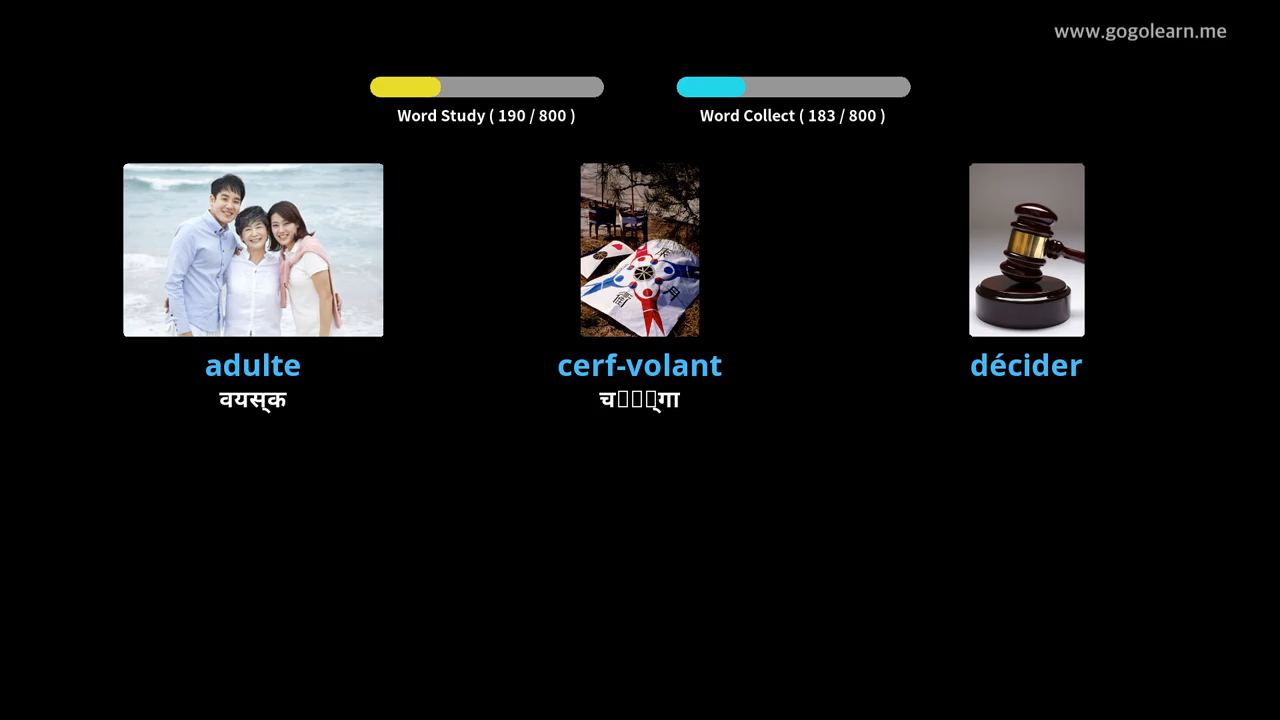 www.gogolearn.me
Word Study ( 190 / 800 )
Word Collect ( 183 / 800 )
adulte
cerf-volant
décider
वयस्क